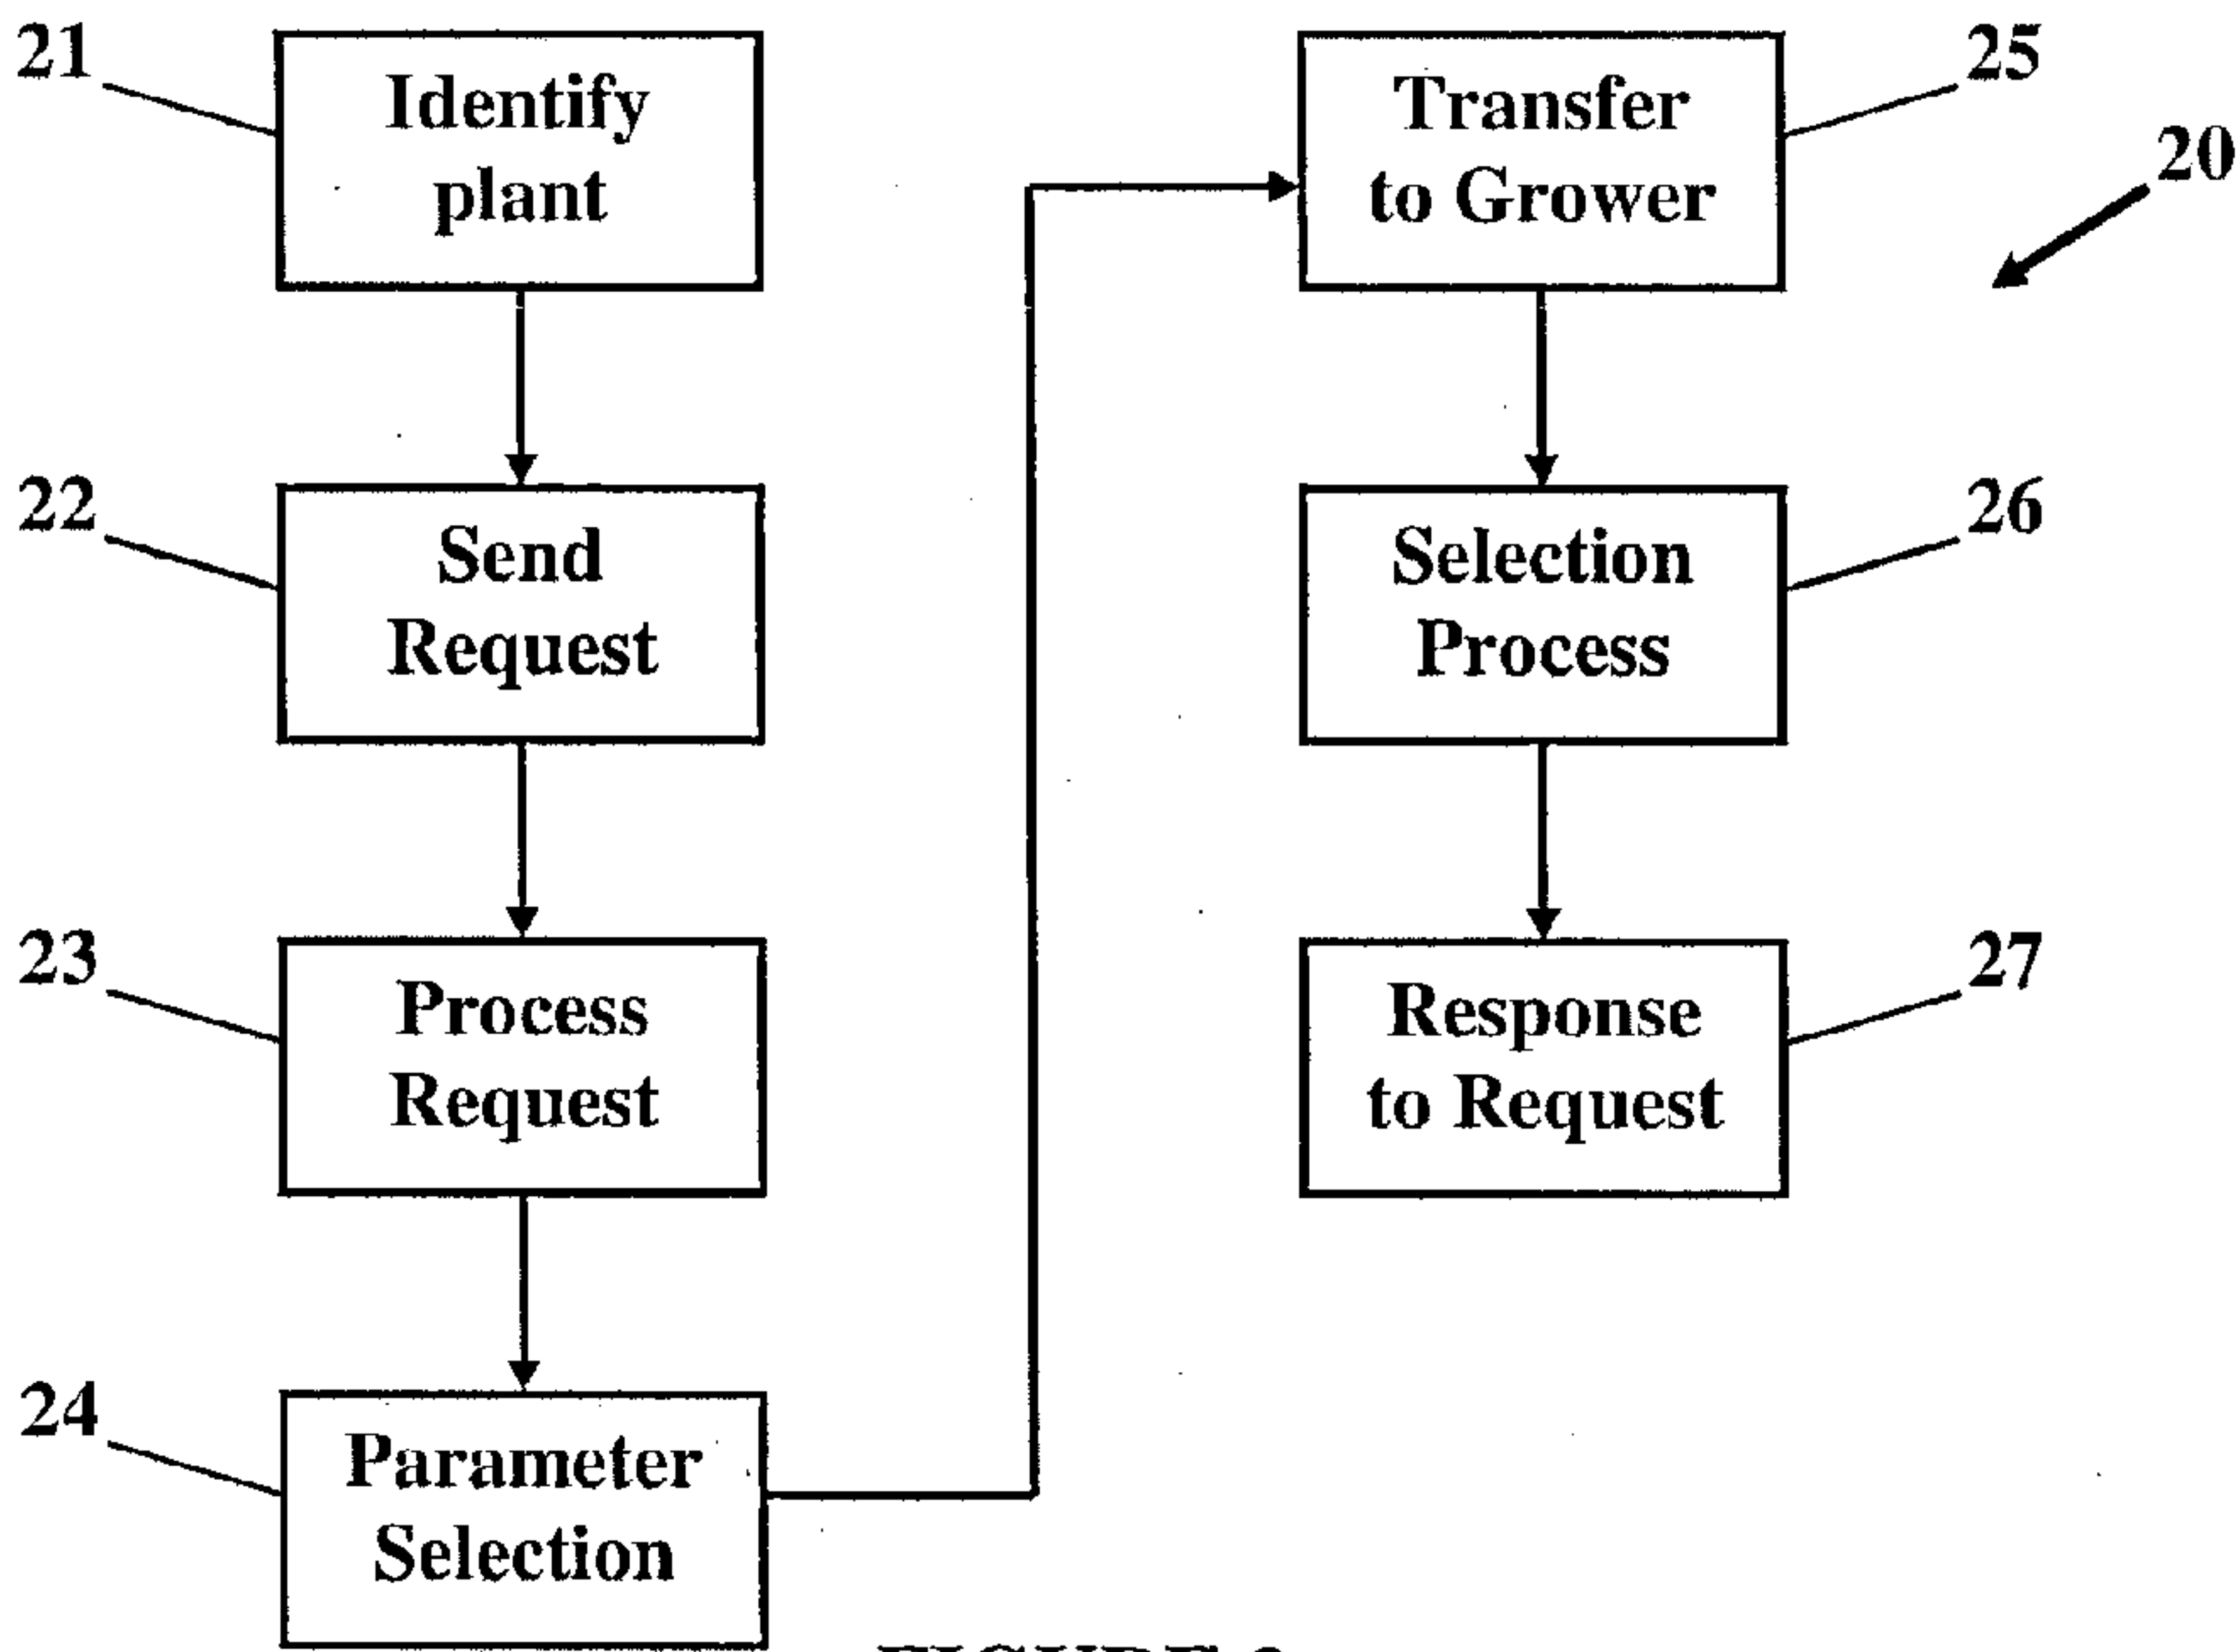 21
Identify
plant
22
Send
Request
23
Process
Request
24
Parameter
Selection
25
Transfer
to Grower
20
26
Selection
Process
27
Response
to Request